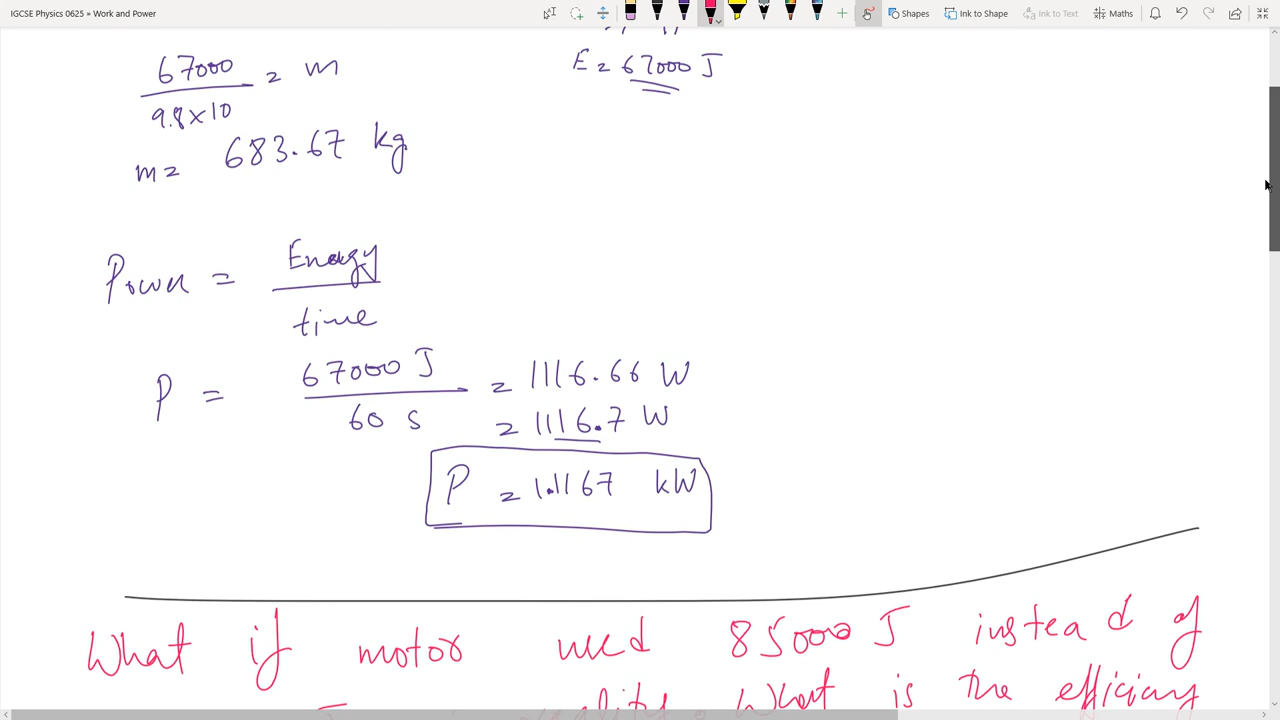 IGCSE Physics 0625 » Work and Power
Shapes
Ink to Shape
Ink to Text
Maths
67000
9.8×10
= m
E = 67000 J
m = 683.67 kg
Power = Energy
time
P = 67000 J
60 s
= 1116.66 W
= 1116.7 W
P = 1.1167 kW
What if motor used 85000 J instead of
reality. What is the efficiency